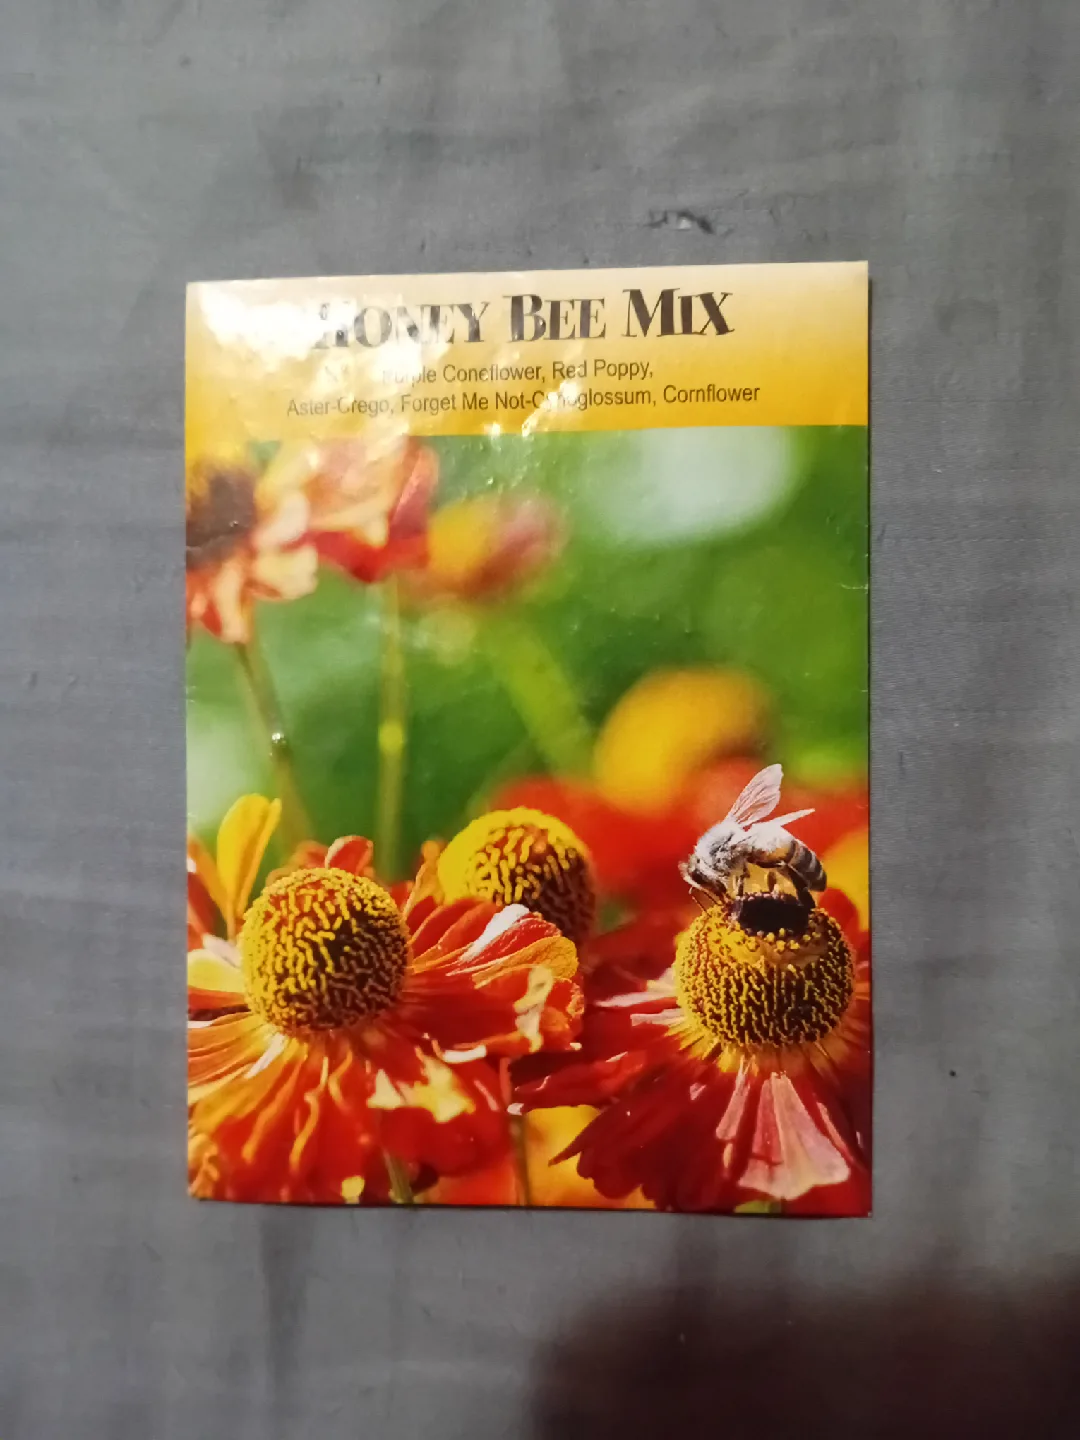 HONEY BEE MIX
Purple Coneflower, Red Poppy,
Aster-Crego, Forget Me Not-Cynoglossum, Cornflower